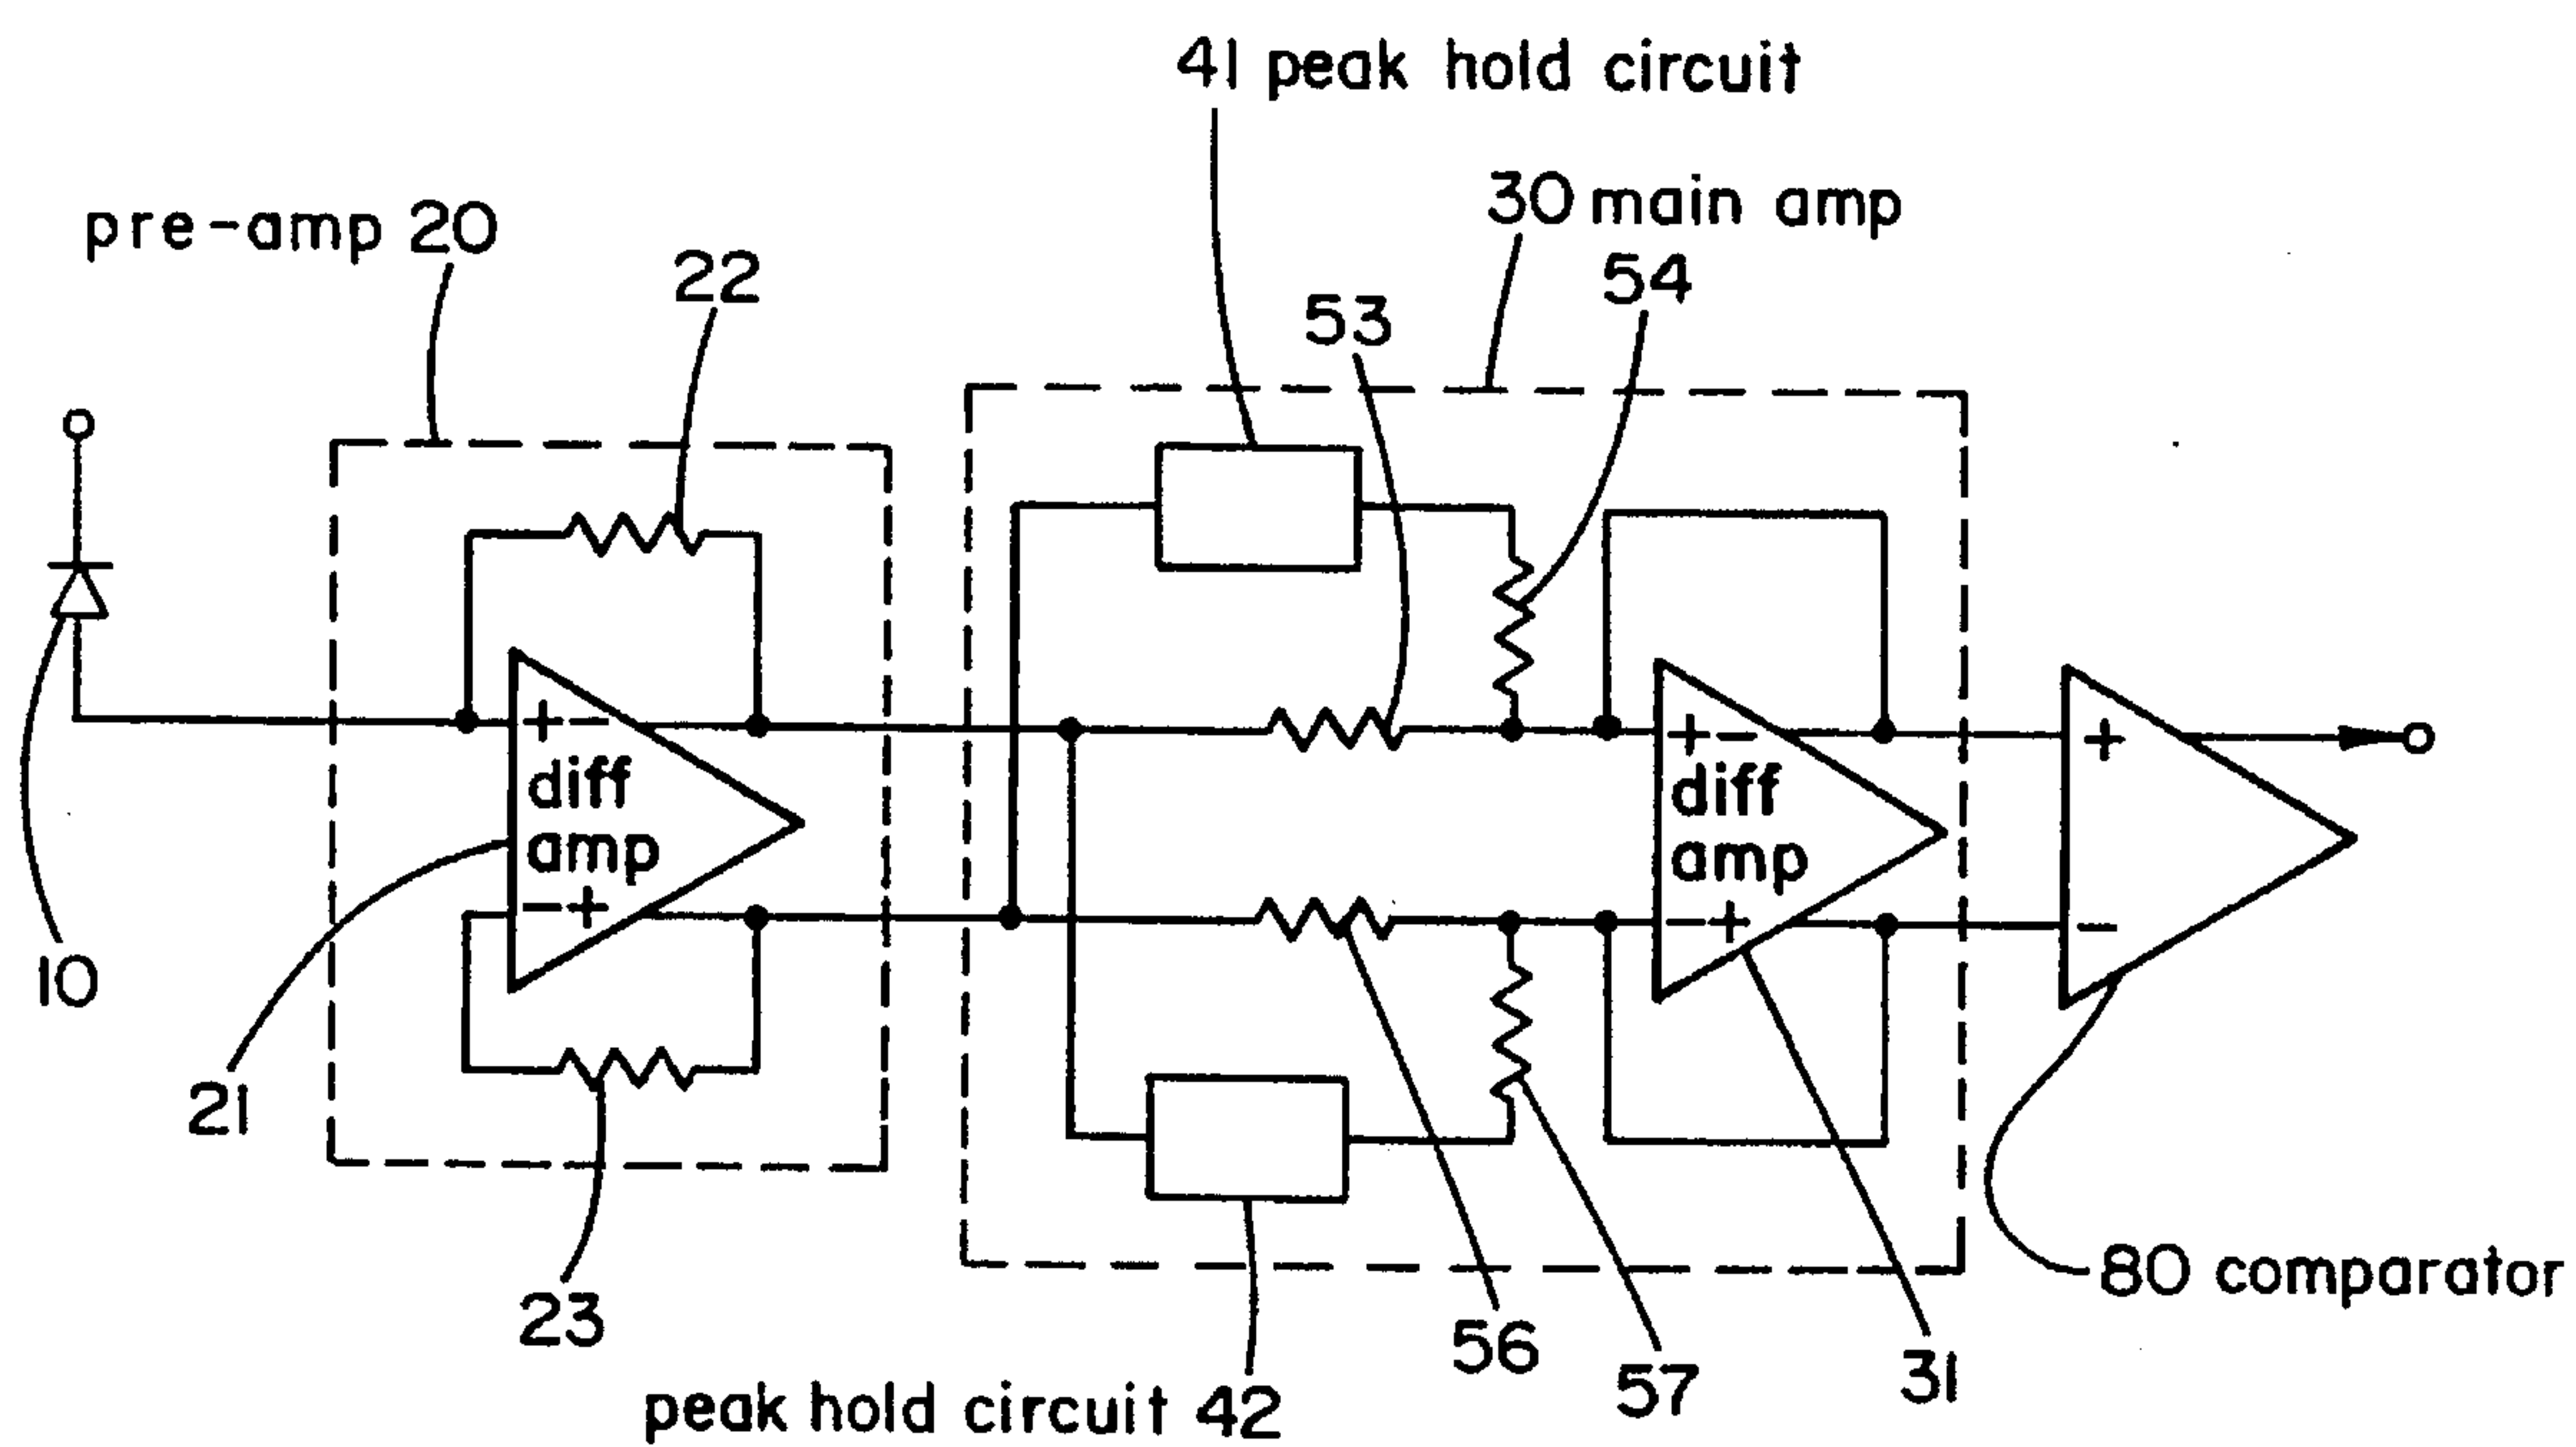 41 peak hold circuit
30 main amp
pre-amp 20
22
54
53
+-
diff
amp
-+
+-
diff
amp
-+
+
-
10
21
23
80 comparator
56
57
31
peak hold circuit 42